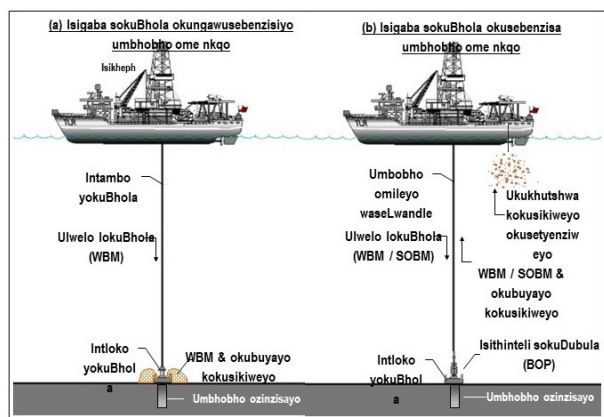 (a) Isigaba sokuBhola okungawusebenzisiyo
umbhobho ome nkqo
Isikheph
Intambo
yokuBhola
Ulwelo lokuBhola
(WBM)
Intloko
yokuBhol
a
WBM & okubuyayo
kokusikiweyo
Umbhobho ozinzisayo
(b) Isigaba sokuBhola okusebenzisa
umbhobho ome nkqo
Umbobho
omileyo
waseLwandle
Ulwelo lokuBhola
(WBM / SOBM)
Ukukhutshwa
kokusikiweyo
okusetyenziw
eyo
WBM / SOBM &
okubuyayo
kokusikiweyo
Isithinteli sokuDubula
(BOP)
Intloko
yokuBhol
a
Umbhobho ozinzisayo